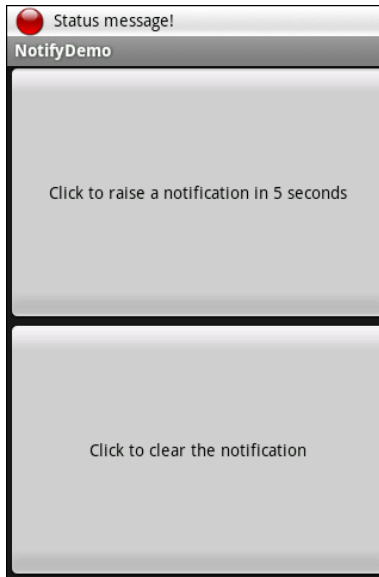 Status message!
NotifyDemo
Click to raise a notification in 5 seconds
Click to clear the notification